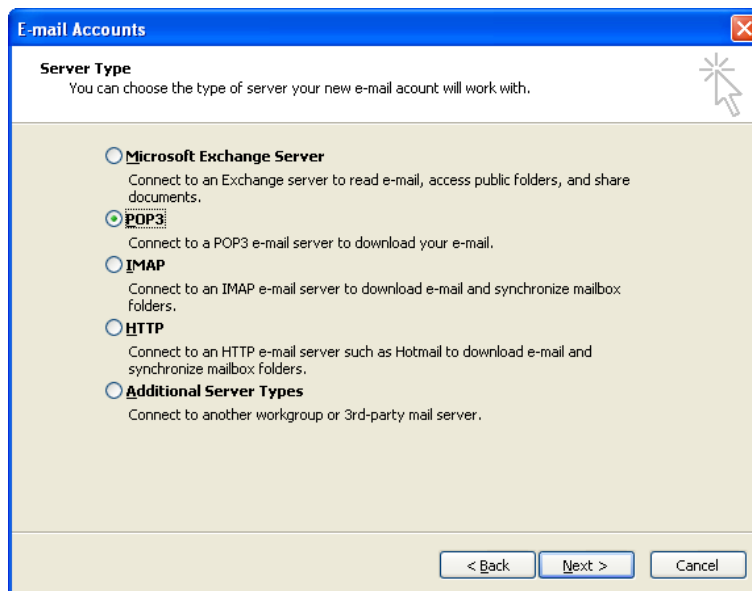 E-mail Accounts
Server Type
You can choose the type of server your new e-mail acount will work with.
Microsoft Exchange Server
Connect to an Exchange server to read e-mail, access public folders, and share
documents.
POP3
Connect to a POP3 e-mail server to download your e-mail.
IMAP
Connect to an IMAP e-mail server to download e-mail and synchronize mailbox
folders.
HTTP
Connect to an HTTP e-mail server such as Hotmail to download e-mail and
synchronize mailbox folders.
Additional Server Types
Connect to another workgroup or 3rd-party mail server.
< Back Next > Cancel